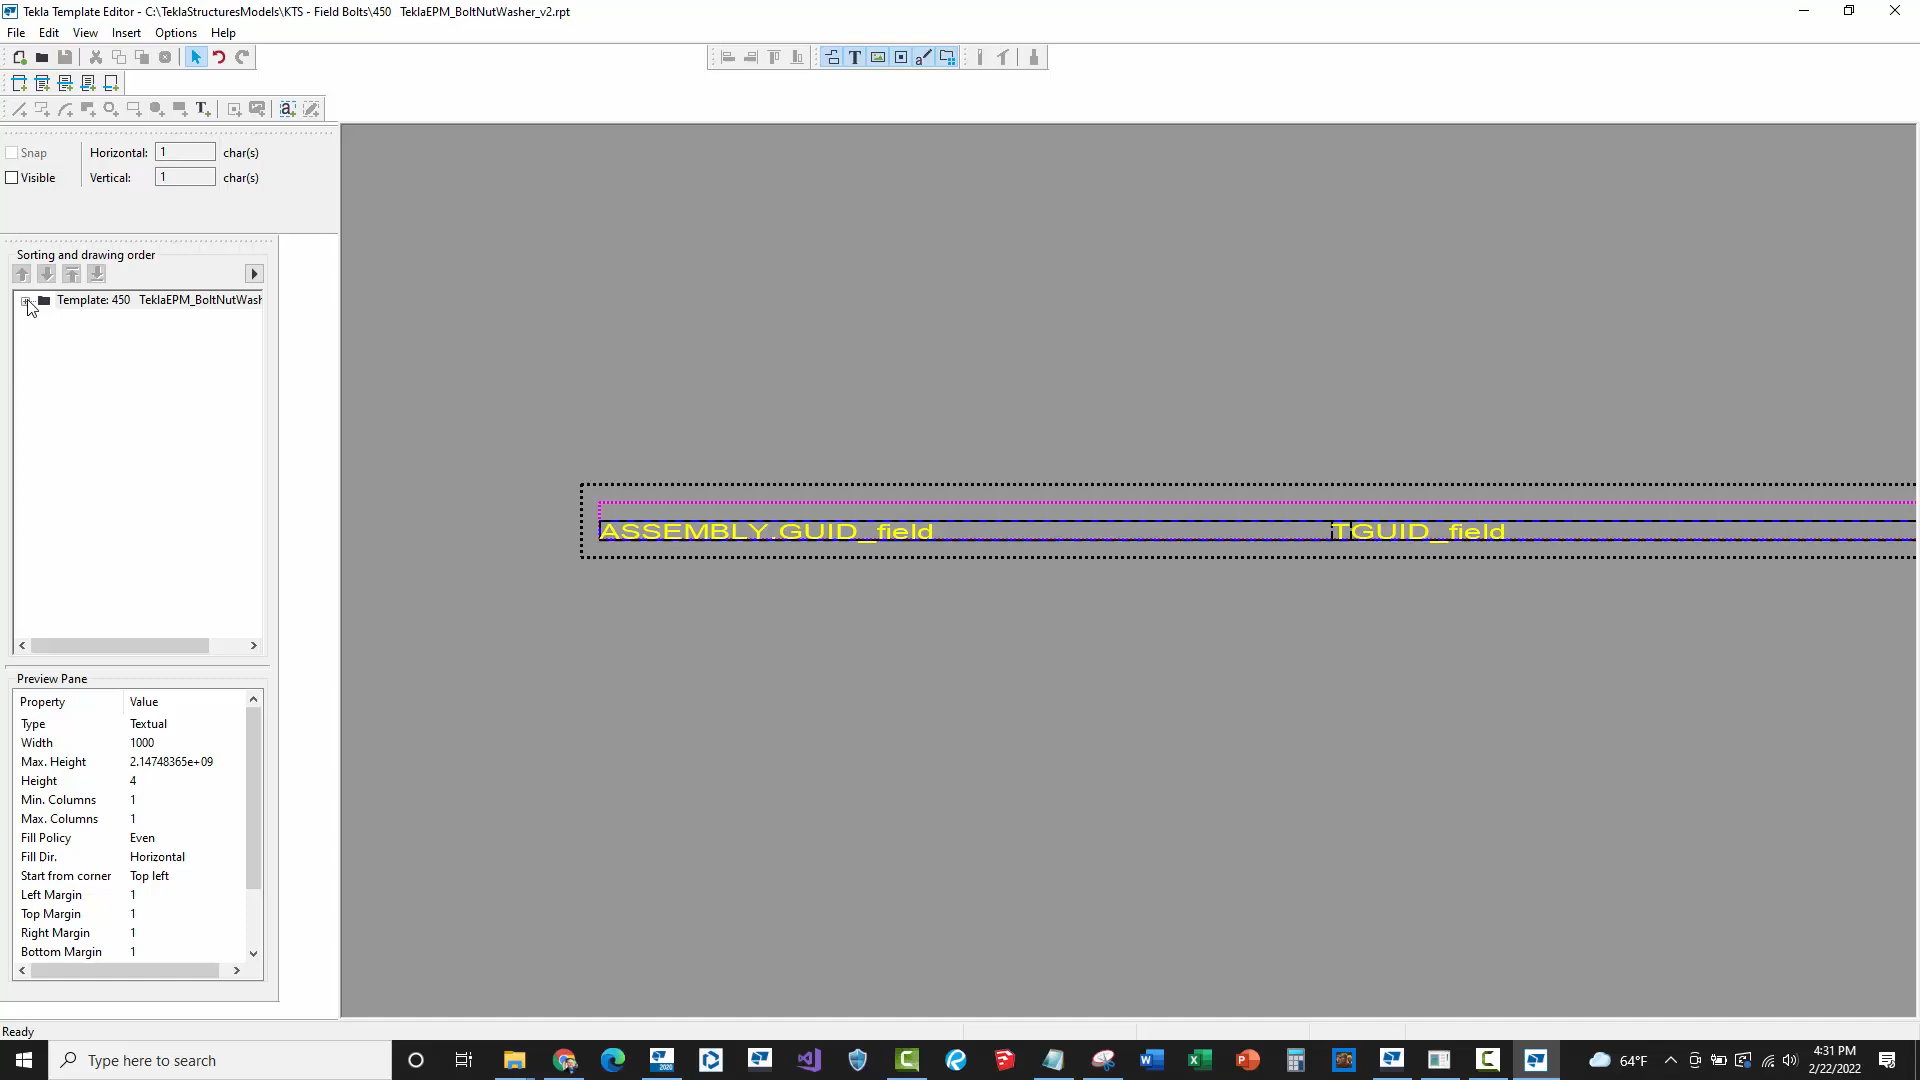 Tekla Template Editor - C:\TeklaStructuresModels\KTS - Field Bolts\450   TeklaEPM_BoltNutWasher_v2.rpt
File Edit View Insert Options Help
Snap
Horizontal: 1 char(s)
Visible
Vertical: 1 char(s)
Sorting and drawing order
Template: 450   TeklaEPM_BoltNutWash
ASSEMBLY.GUID_field
TGUID_field
Preview Pane
Property Value
Type Textual
Width 1000
Max. Height 2.14748365e+09
Height 4
Min. Columns 1
Max. Columns 1
Fill Policy Even
Fill Dir. Horizontal
Start from corner Top left
Left Margin 1
Top Margin 1
Right Margin 1
Bottom Margin 1
Ready
Type here to search
2020
64°F
4:31 PM
2/22/2022